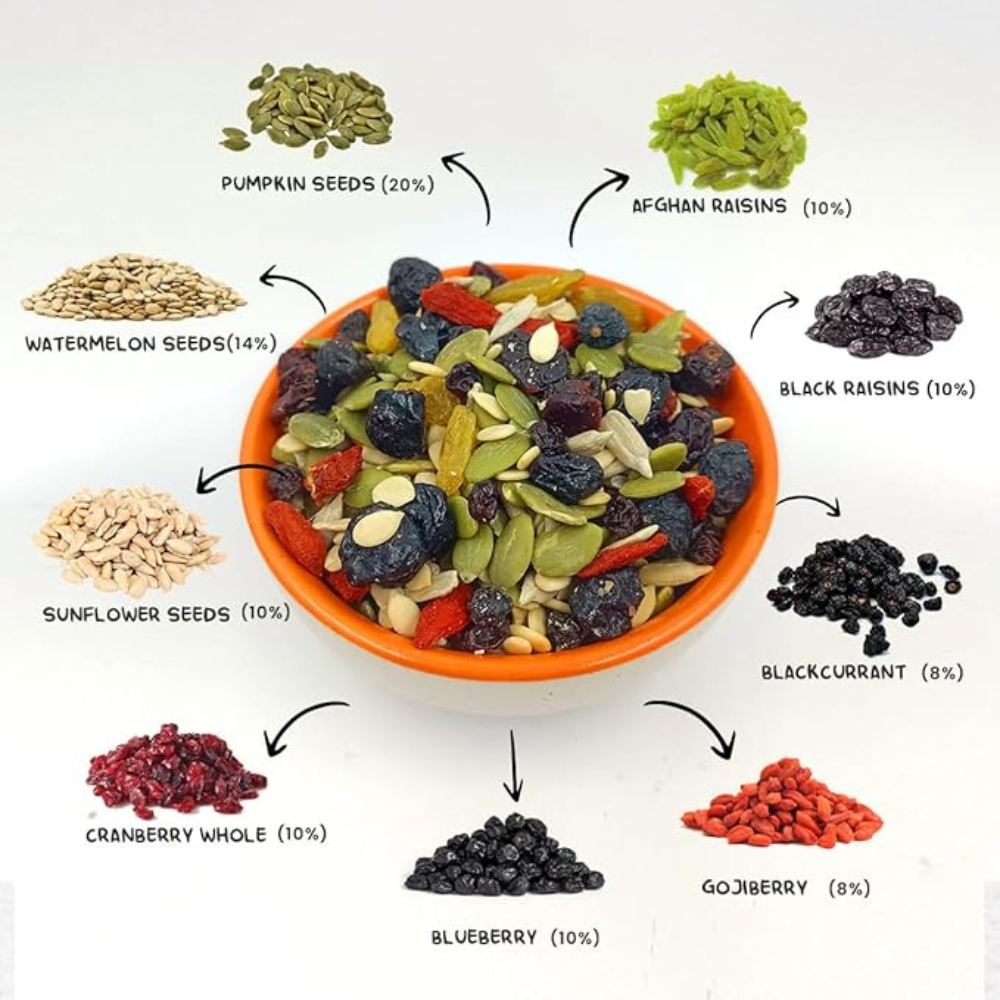 PUMPKIN SEEDS (20%)
AFGHAN RAISINS (10%)
WATERMELON SEEDS(14%)
BLACK RAISINS (10%)
SUNFLOWER SEEDS (10%)
BLACKCURRANT (8%)
CRANBERRY WHOLE (10%)
GOJIBERRY (8%)
BLUEBERRY (10%)